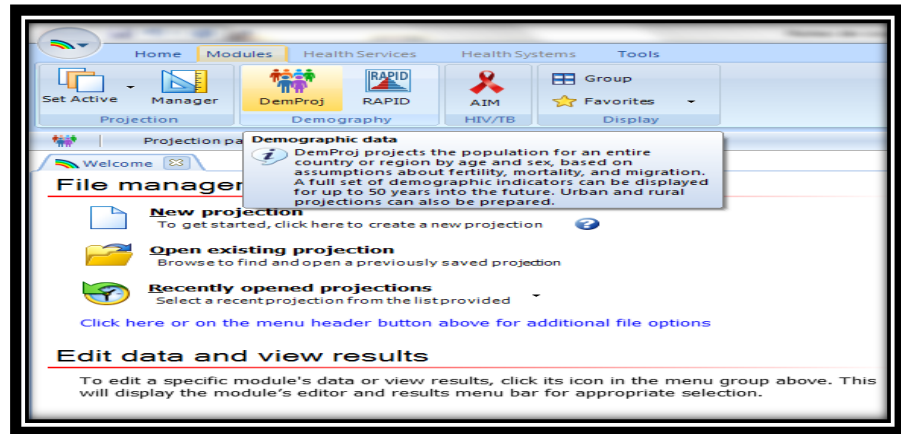 Home Modules Health Services Health Systems Tools
RAPID
Group
Set Active Manager DemProj RAPID AIM Favorites
Projection Demography HIV/TB Display
Projection pa
Demographic data
DemProj projects the population for an entire
country or region by age and sex, based on
assumptions about fertility, mortality, and migration.
A full set of demographic indicators can be displayed
for up to 50 years into the future. Urban and rural
projections can also be prepared.
Welcome
File manager
New projection
To get started, click here to create a new projection
Open existing projection
Browse to find and open a previously saved projection
Recently opened projections
Select a recent projection from the list provided
Click here or on the menu header button above for additional file options
Edit data and view results
To edit a specific module's data or view results, click its icon in the menu group above. This
will display the module's editor and results menu bar for appropriate selection.